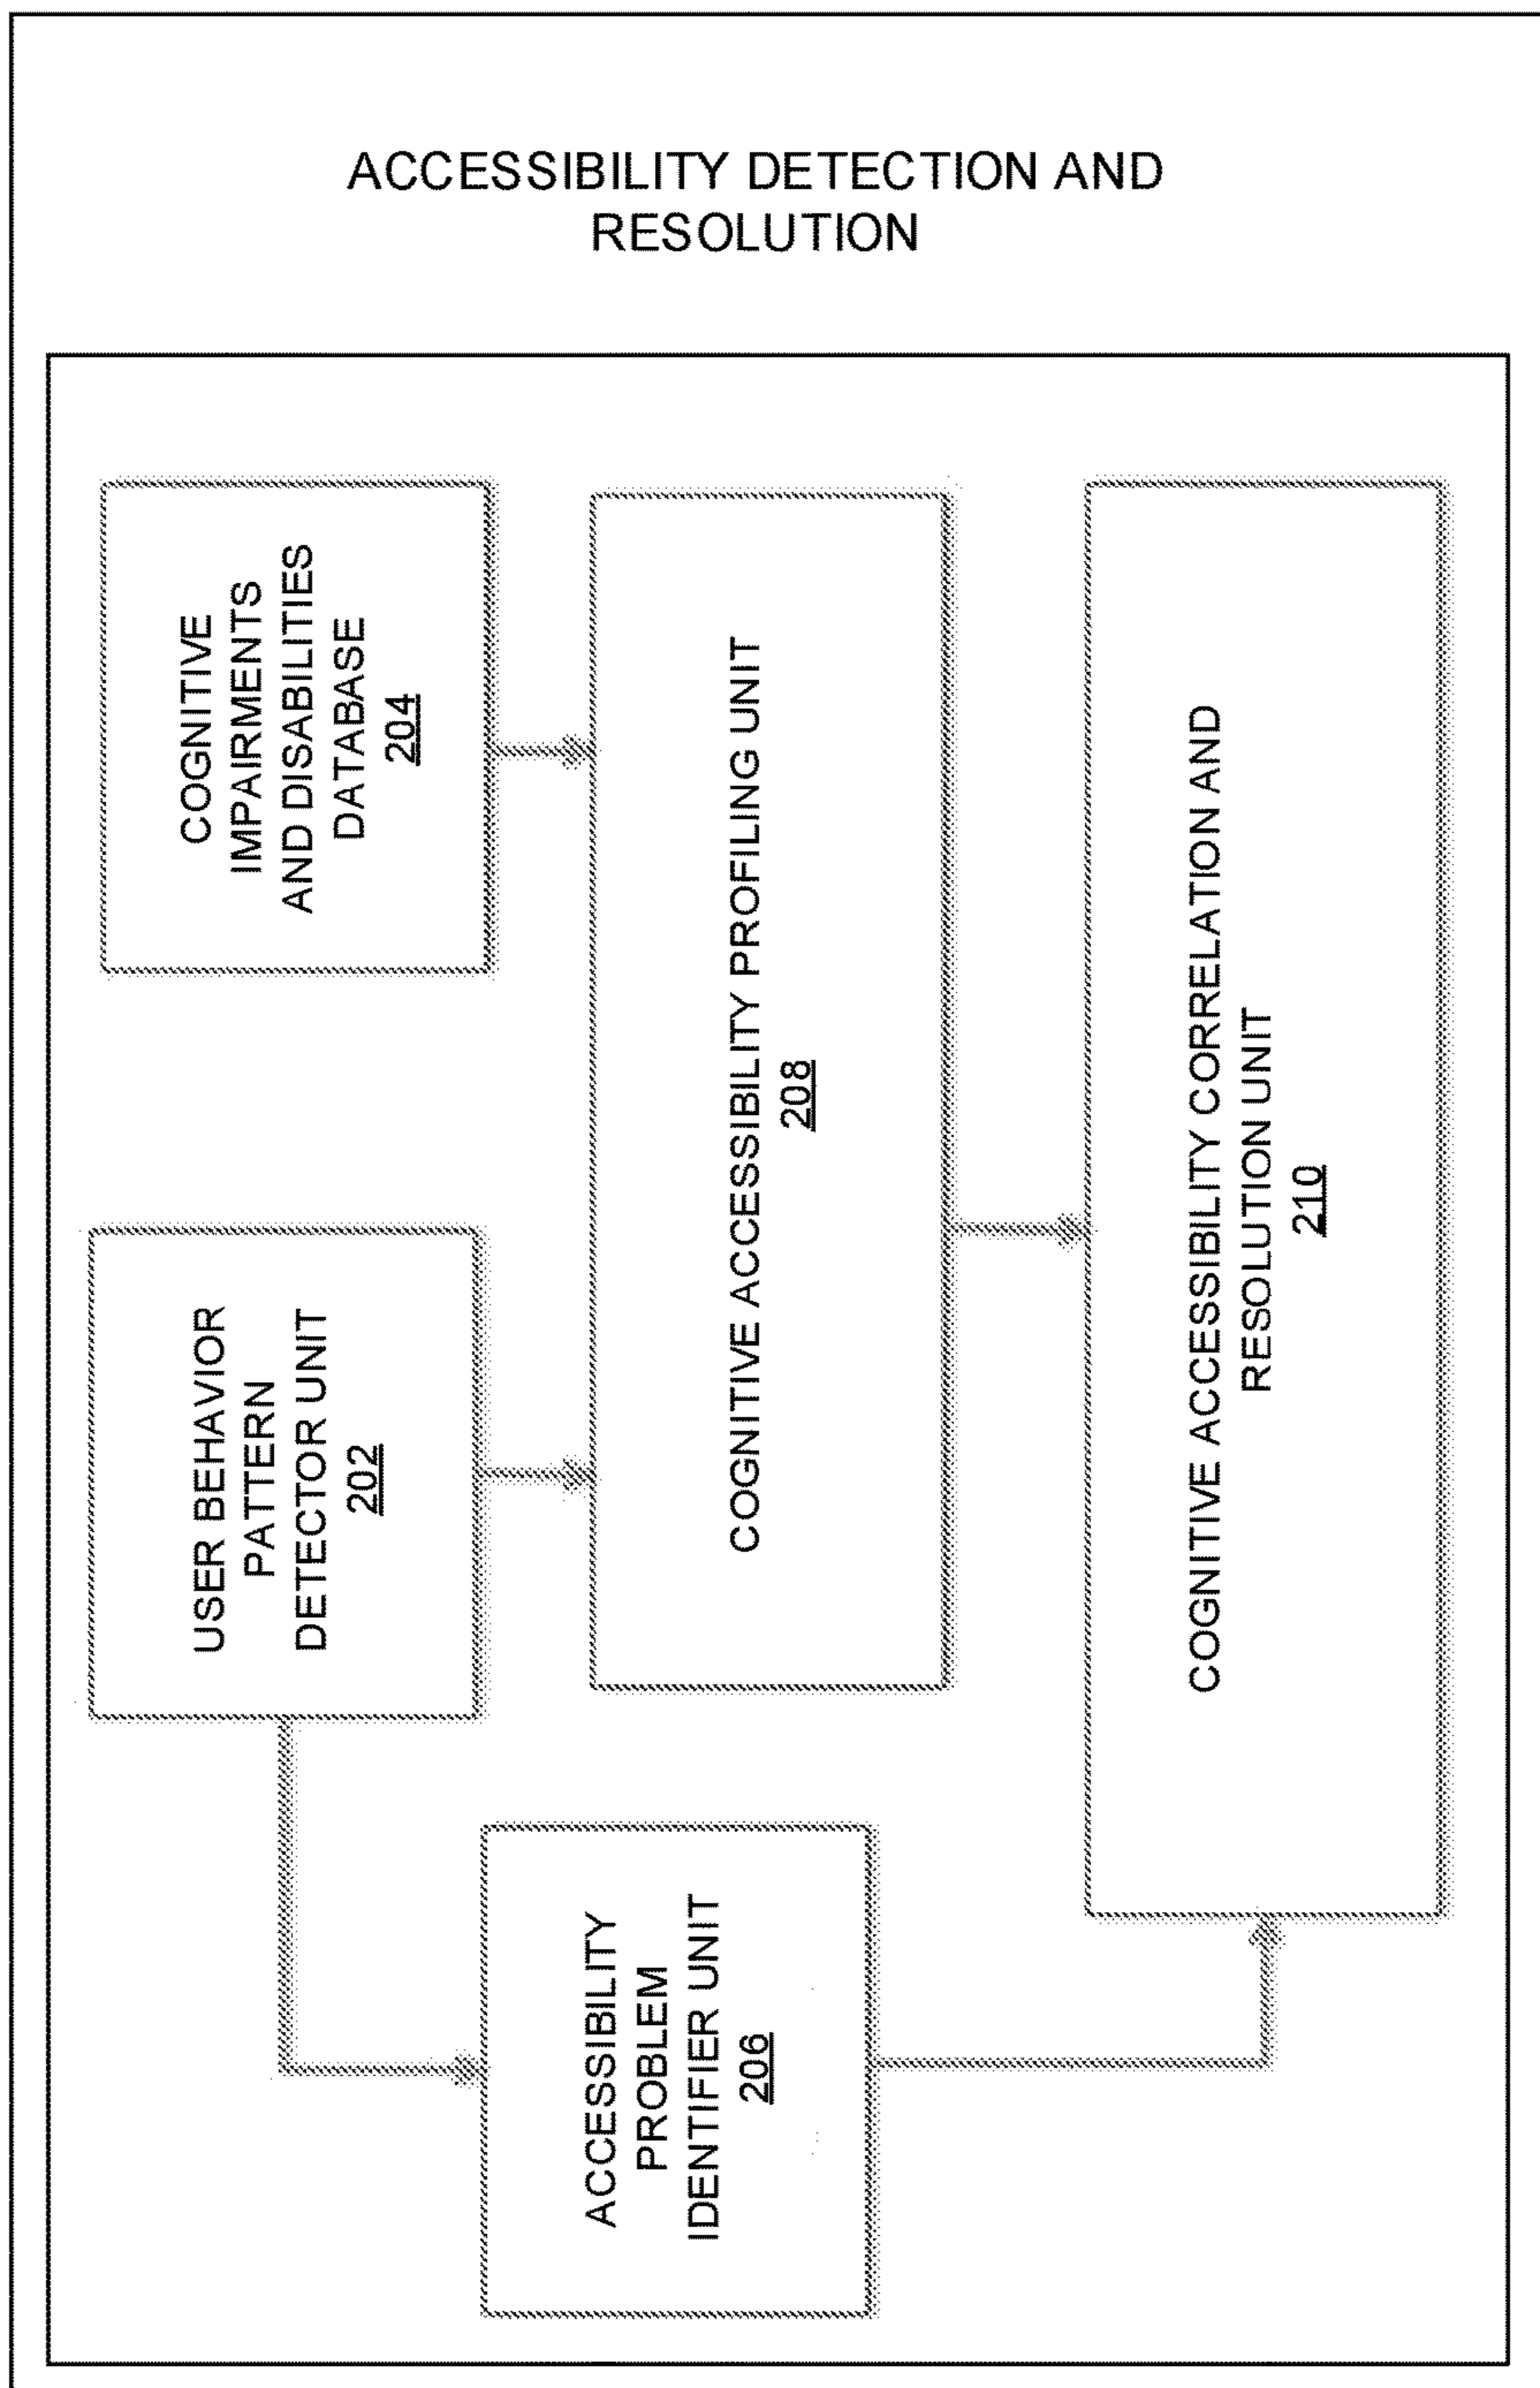 ACCESSIBILITY DETECTION AND
RESOLUTION
USER BEHAVIOR
PATTERN
DETECTOR UNIT
202
COGNITIVE
IMPAIRMENTS
AND DISABILITIES
DATABASE
204
ACCESSIBILITY
PROBLEM
IDENTIFIER UNIT
206
COGNITIVE ACCESSIBILITY PROFILING UNIT
208
COGNITIVE ACCESSIBILITY CORRELATION AND
RESOLUTION UNIT
210